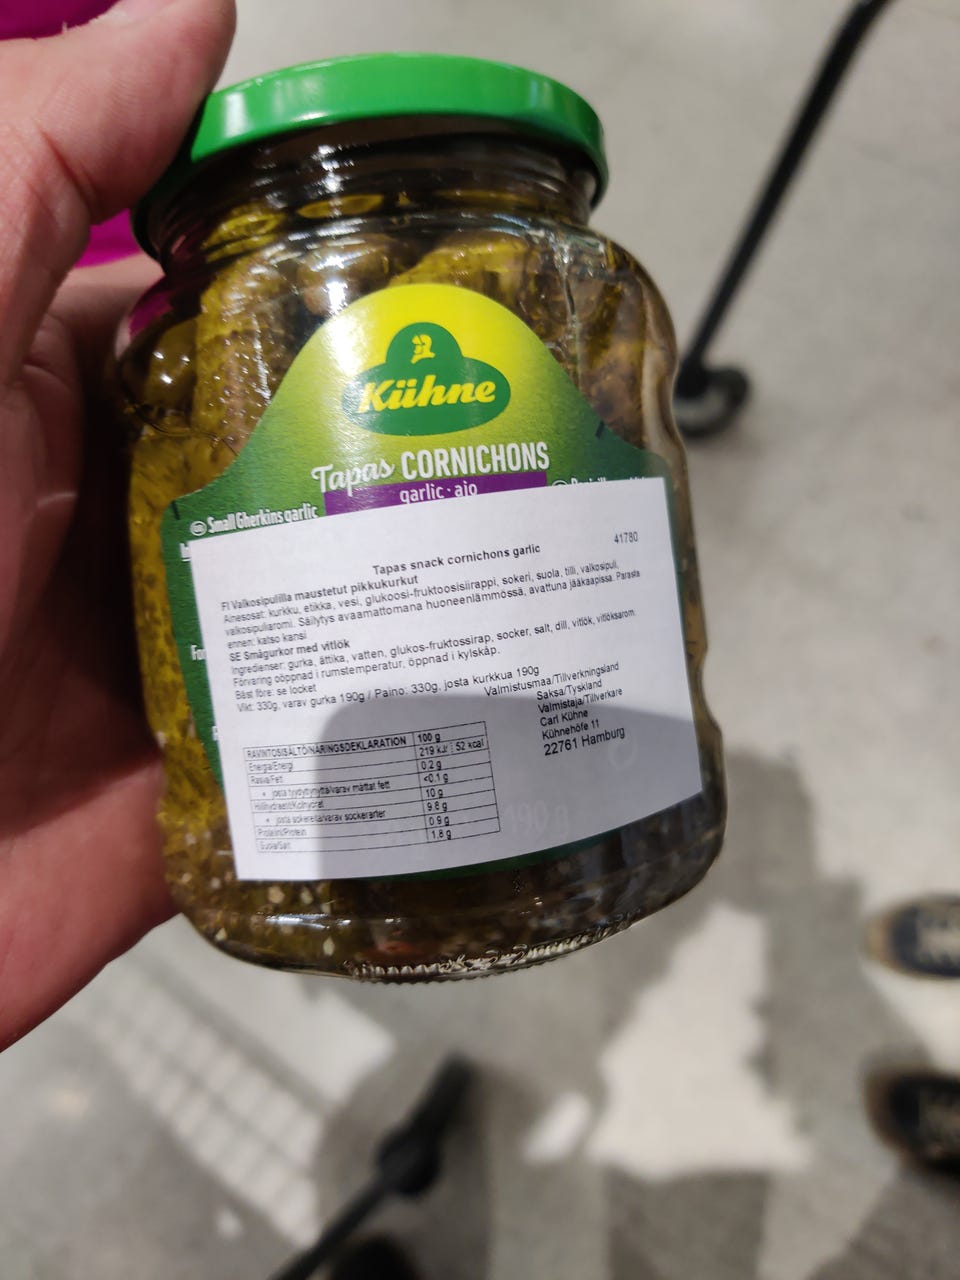 Kühne
Tapas CORNICHONS
garlic · ajo
GB Small Gherkins garlic
41780
Tapas snack cornichons garlic
FI Valkosipulilla maustetut pikkukurkut
Ainesosat: kurkku, etikka, vesi, glukoosi-fruktoosisiirappi, sokeri, suola, tilli, valkosipuli,
valkosipuliaromi. Säilytys avaamattomana huoneenlämmössä, avattuna jääkaapissa. Parasta
ennen: katso kansi
SE Smågurkor med vitlök
Ingredienser: gurka, ättika, vatten, glukos-fruktossirap, socker, salt, dill, vitlök, vitlöksarom.
Förvaring oöppnad i rumstemperatur, öppnad i kylskåp.
Bäst före: se locket
Vikt: 330g, varav gurka 190g / Paino: 330g, josta kurkkua 190g
Valmistusmaa/Tillverkningsland
Saksa/Tyskland
Valmistaja/Tillverkare
Carl Kühne
Kühnehöfe 11
22761 Hamburg
RAVINTOSISÄLTÖ/NÄRINGSDEKLARATION 100 g
Energia/Energi 219 kJ 52 kcal
Rasva/Fett 0.2 g
• josta tyydyttynyttä/varav mättat fett <0.1 g
Hiilihydraatit/Kolhydrat 10 g
• josta sokereita/varav sockerarter 9.8 g
Proteiini/Protein 0.9 g
Suola/Salt 1.8 g
190 g